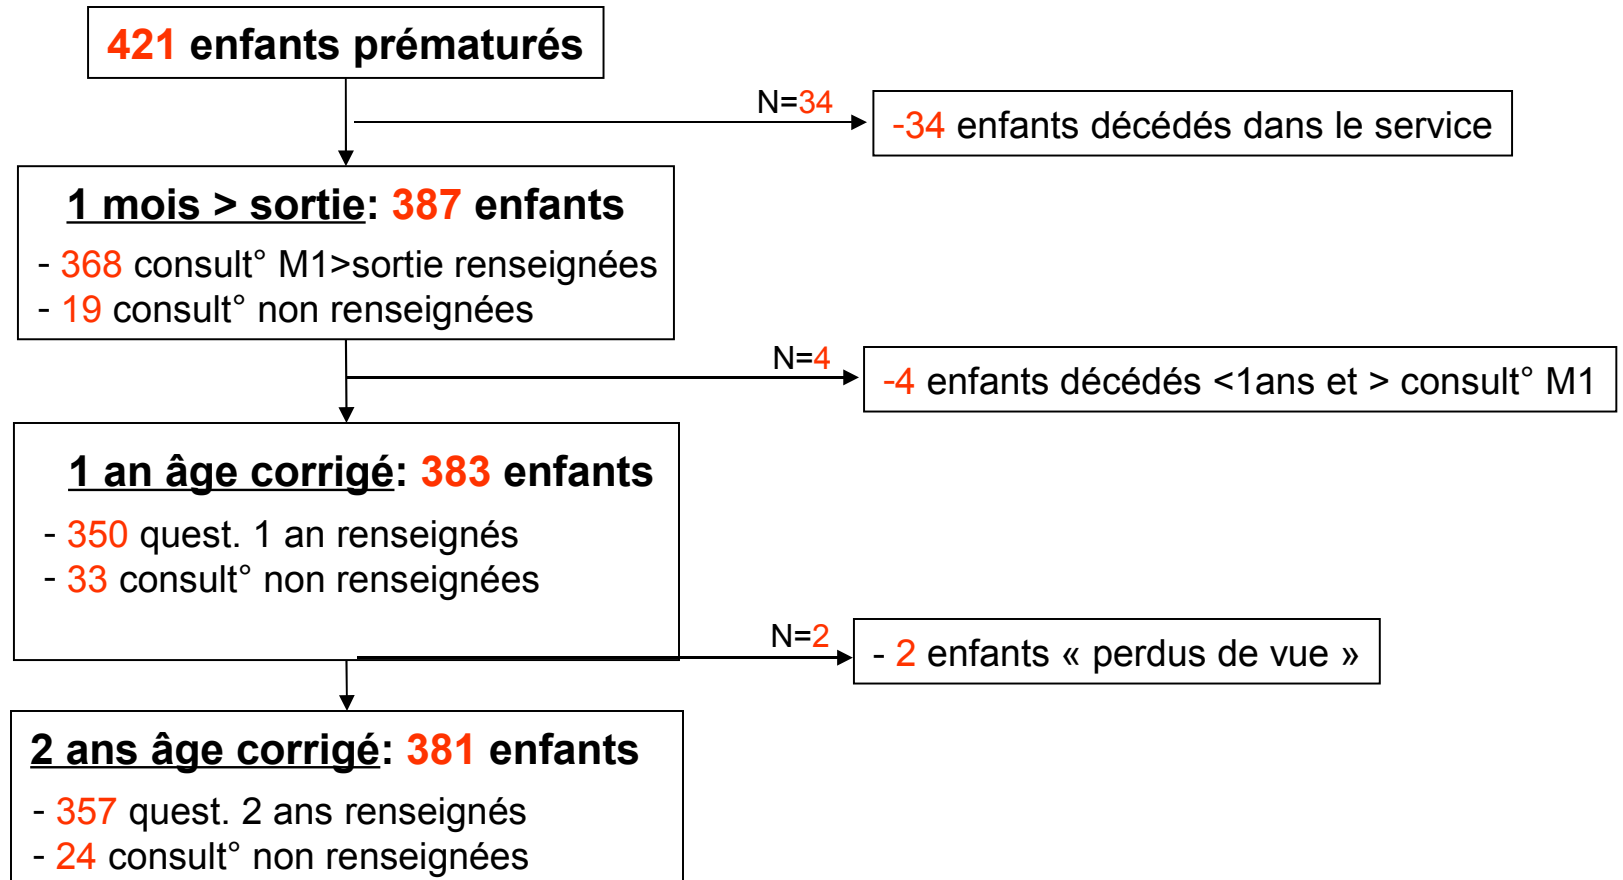 421 enfants prématurés
N=34
-34 enfants décédés dans le service
1 mois > sortie: 387 enfants
- 368 consult° M1>sortie renseignées
- 19 consult° non renseignées
N=4
-4 enfants décédés <1ans et > consult° M1
1 an âge corrigé: 383 enfants
- 350 quest. 1 an renseignés
- 33 consult° non renseignées
N=2
- 2 enfants « perdus de vue »
2 ans âge corrigé: 381 enfants
- 357 quest. 2 ans renseignés
- 24 consult° non renseignées